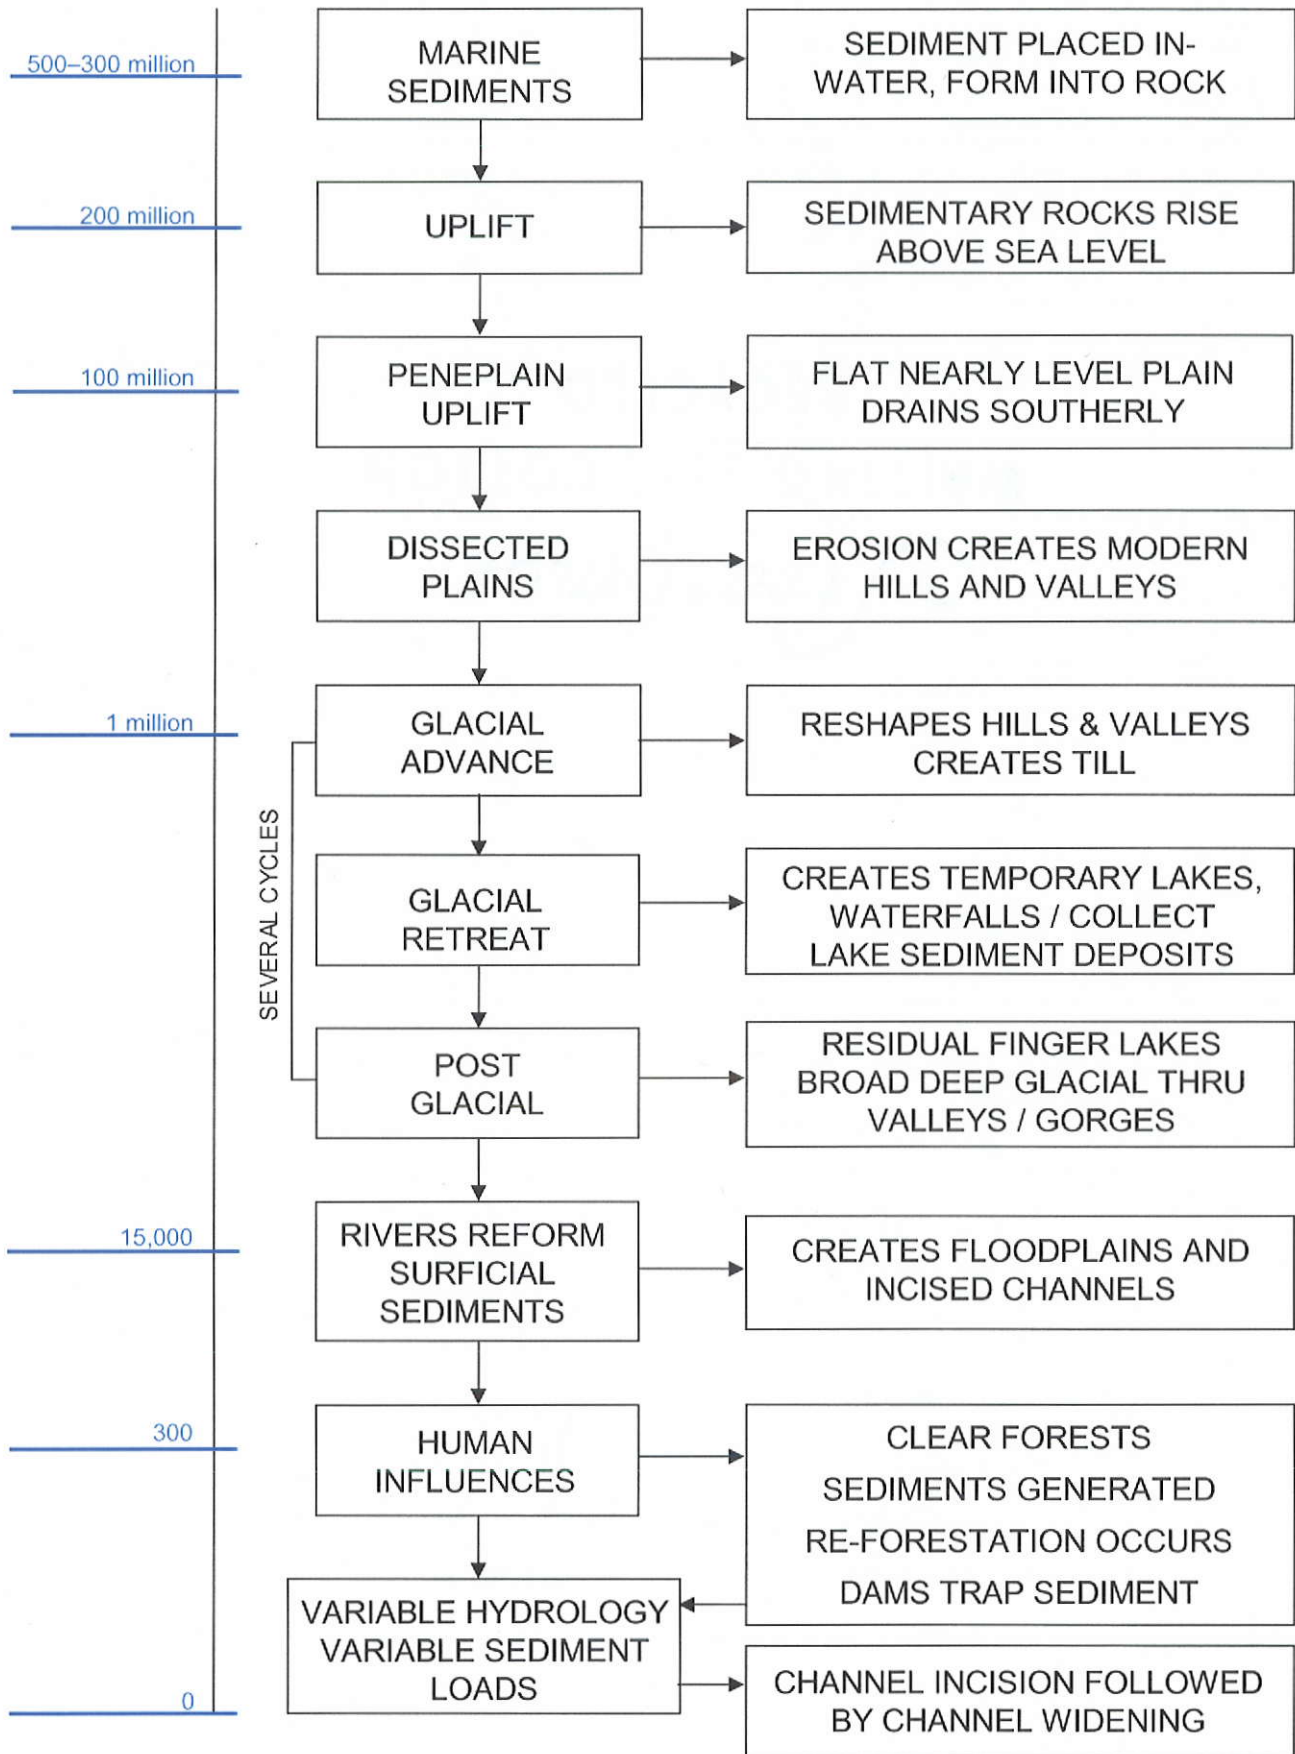 500–300 million
MARINE
SEDIMENTS
SEDIMENT PLACED IN-
WATER, FORM INTO ROCK
200 million
UPLIFT
SEDIMENTARY ROCKS RISE
ABOVE SEA LEVEL
100 million
PENEPLAIN
UPLIFT
FLAT NEARLY LEVEL PLAIN
DRAINS SOUTHERLY
DISSECTED
PLAINS
EROSION CREATES MODERN
HILLS AND VALLEYS
1 million
GLACIAL
ADVANCE
RESHAPES HILLS & VALLEYS
CREATES TILL
SEVERAL CYCLES
GLACIAL
RETREAT
CREATES TEMPORARY LAKES,
WATERFALLS / COLLECT
LAKE SEDIMENT DEPOSITS
POST
GLACIAL
RESIDUAL FINGER LAKES
BROAD DEEP GLACIAL THRU
VALLEYS / GORGES
15,000
RIVERS REFORM
SURFICIAL
SEDIMENTS
CREATES FLOODPLAINS AND
INCISED CHANNELS
300
HUMAN
INFLUENCES
CLEAR FORESTS
SEDIMENTS GENERATED
RE-FORESTATION OCCURS
DAMS TRAP SEDIMENT
VARIABLE HYDROLOGY
VARIABLE SEDIMENT
LOADS
0
CHANNEL INCISION FOLLOWED
BY CHANNEL WIDENING